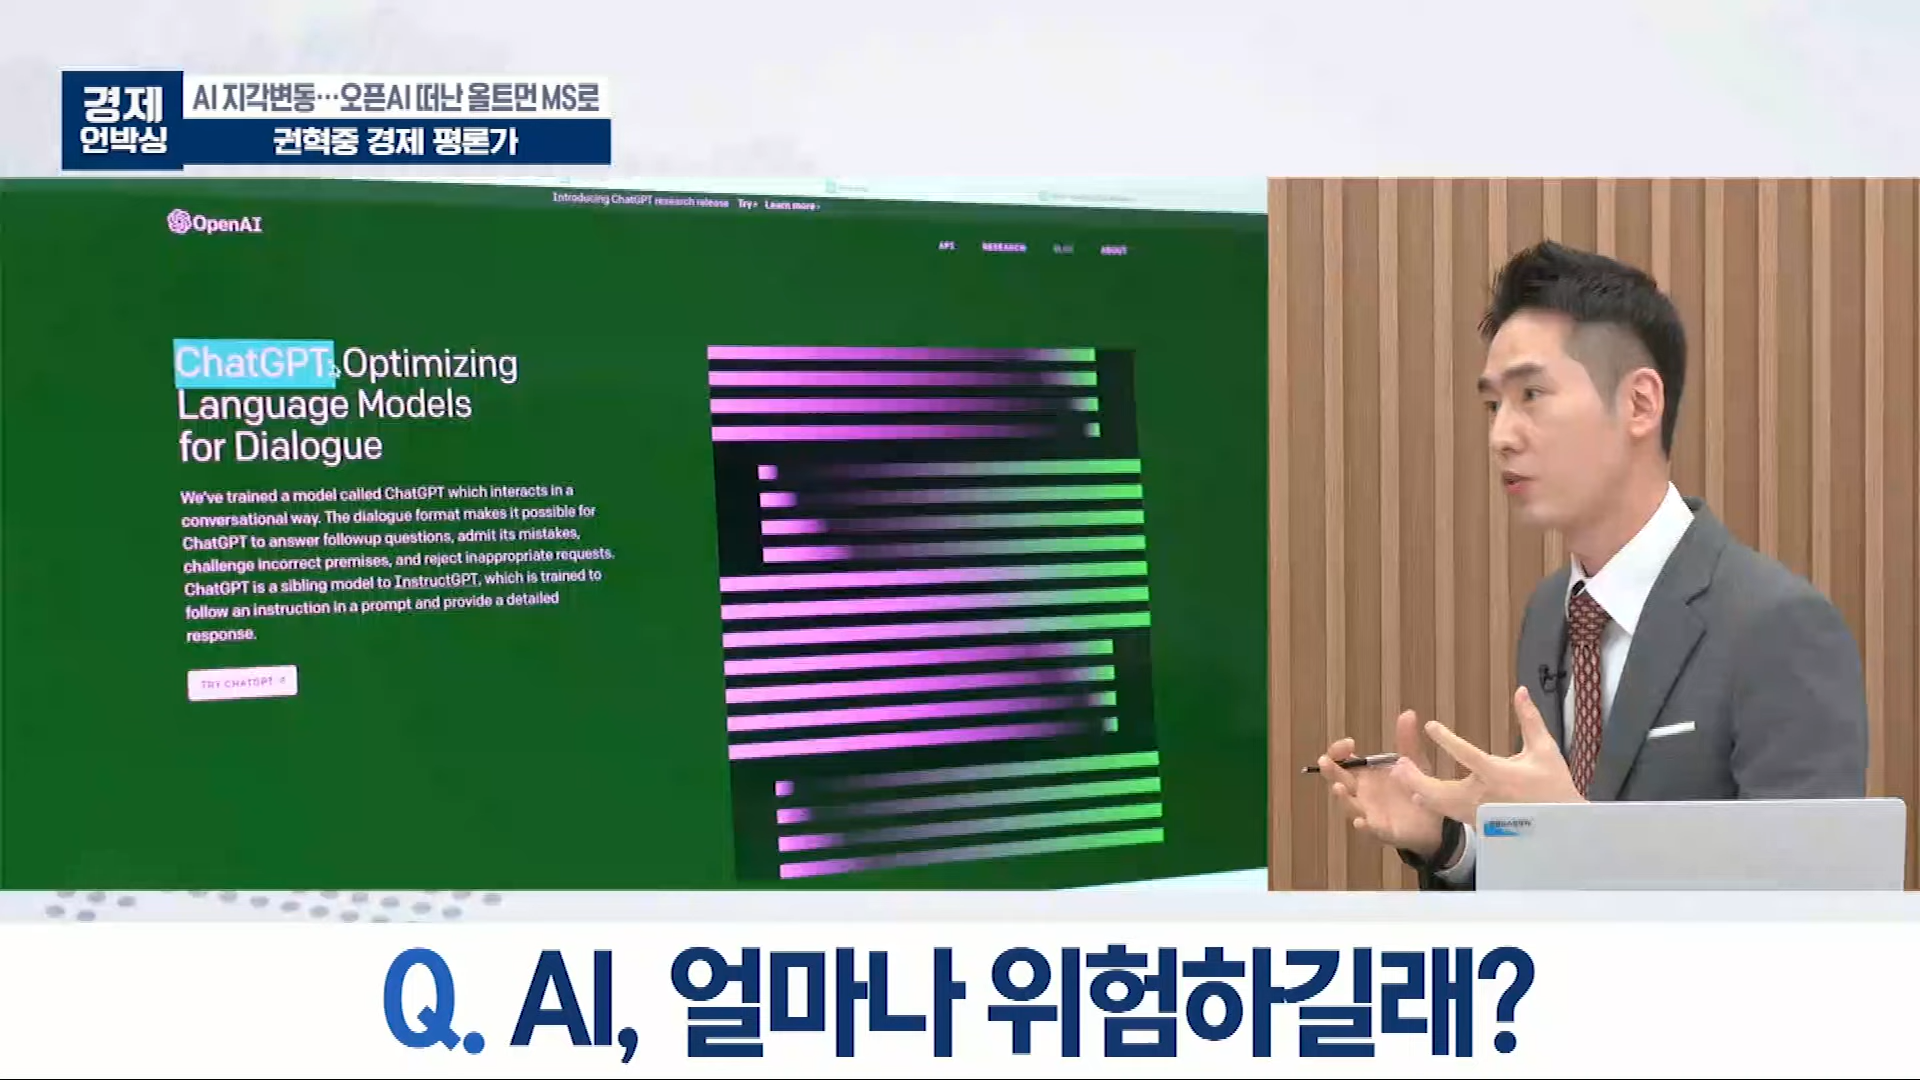 경제
언박싱
AI 지각변동…오픈AI 떠난 올트먼 MS로
권혁중 경제 평론가
Introducing ChatGPT research release Try› Learn more›
OpenAI
API RESEARCH BLOG ABOUT
ChatGPT: Optimizing
Language Models
for Dialogue
We've trained a model called ChatGPT which interacts in a
conversational way. The dialogue format makes it possible for
ChatGPT to answer followup questions, admit its mistakes,
challenge incorrect premises, and reject inappropriate requests.
ChatGPT is a sibling model to InstructGPT, which is trained to
follow an instruction in a prompt and provide a detailed
response.
TRY CHATGPT ↗
Q. AI, 얼마나 위험하길래?